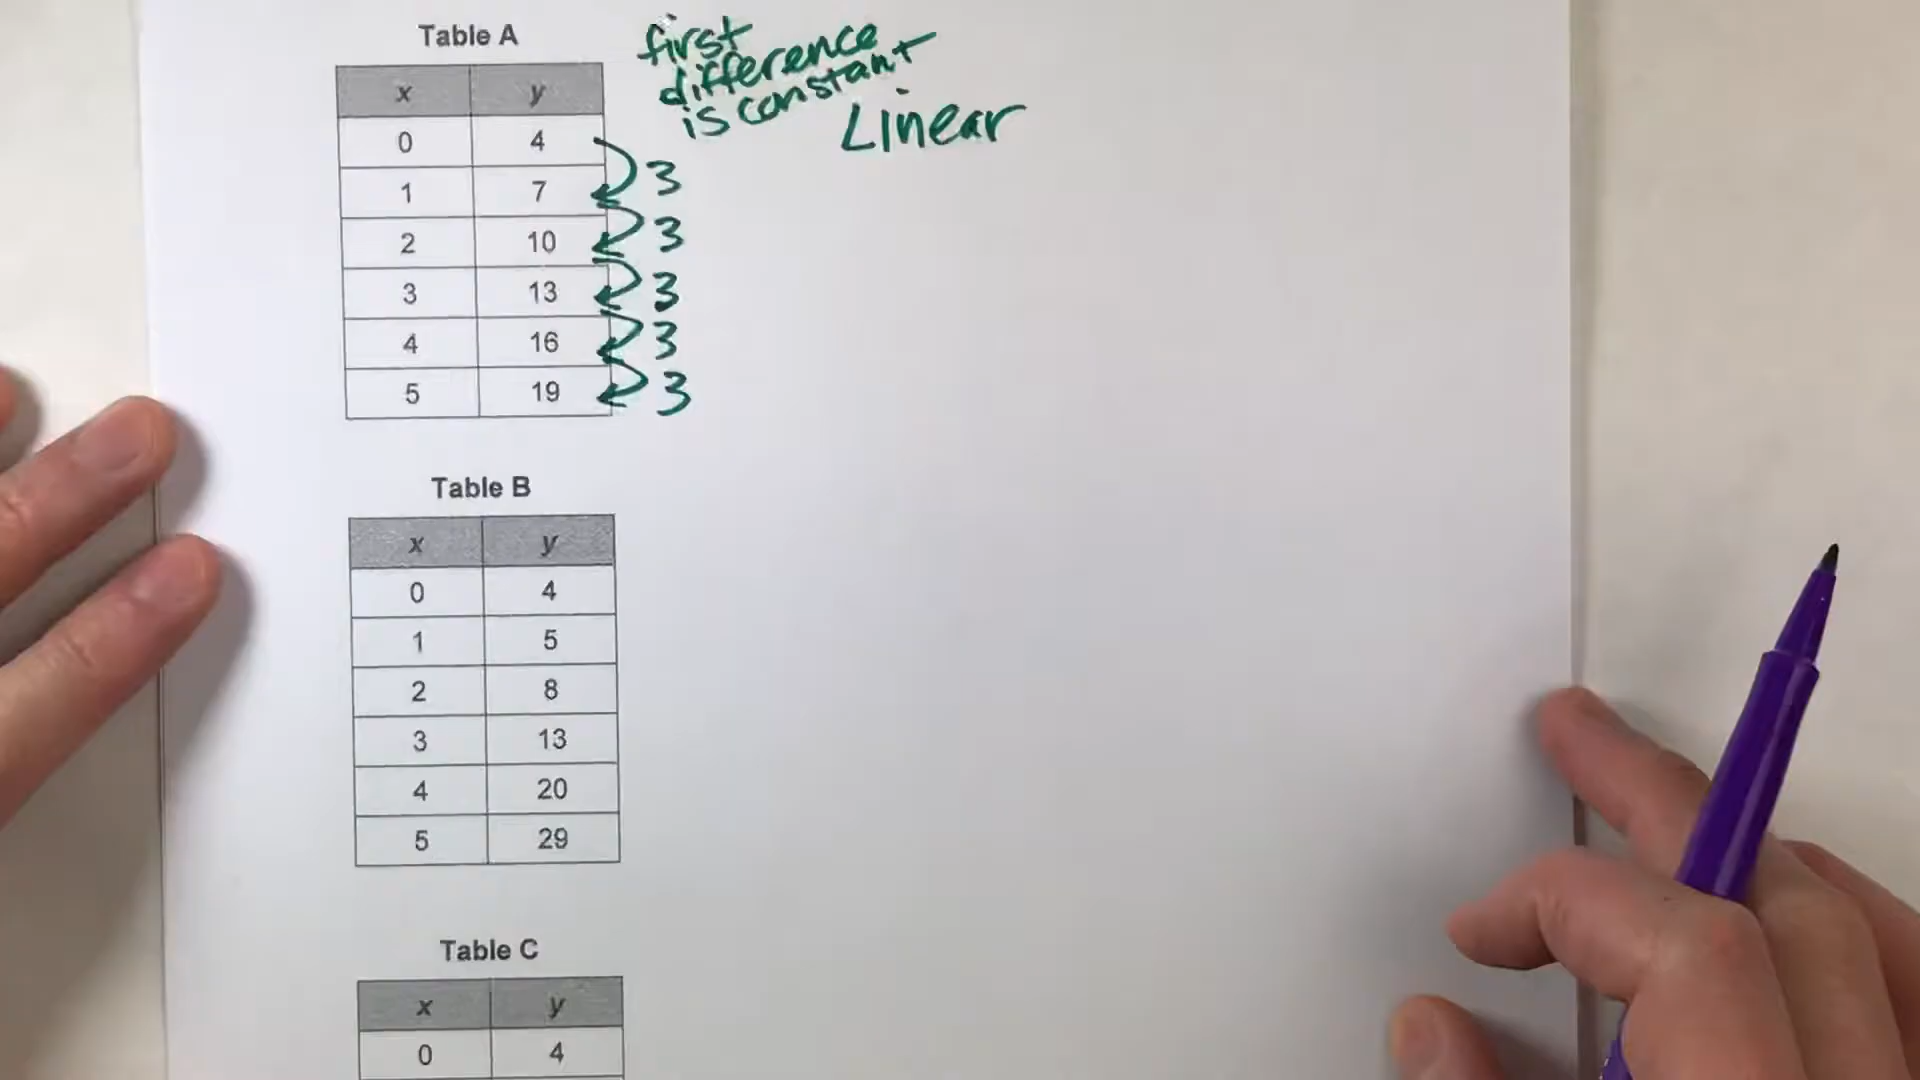 Table A
first
difference
is constant
Linear
x y
0 4
3
1 7
3
2 10
3
3 13
3
4 16
3
5 19
Table B
x y
0 4
1 5
2 8
3 13
4 20
5 29
Table C
x y
0 4